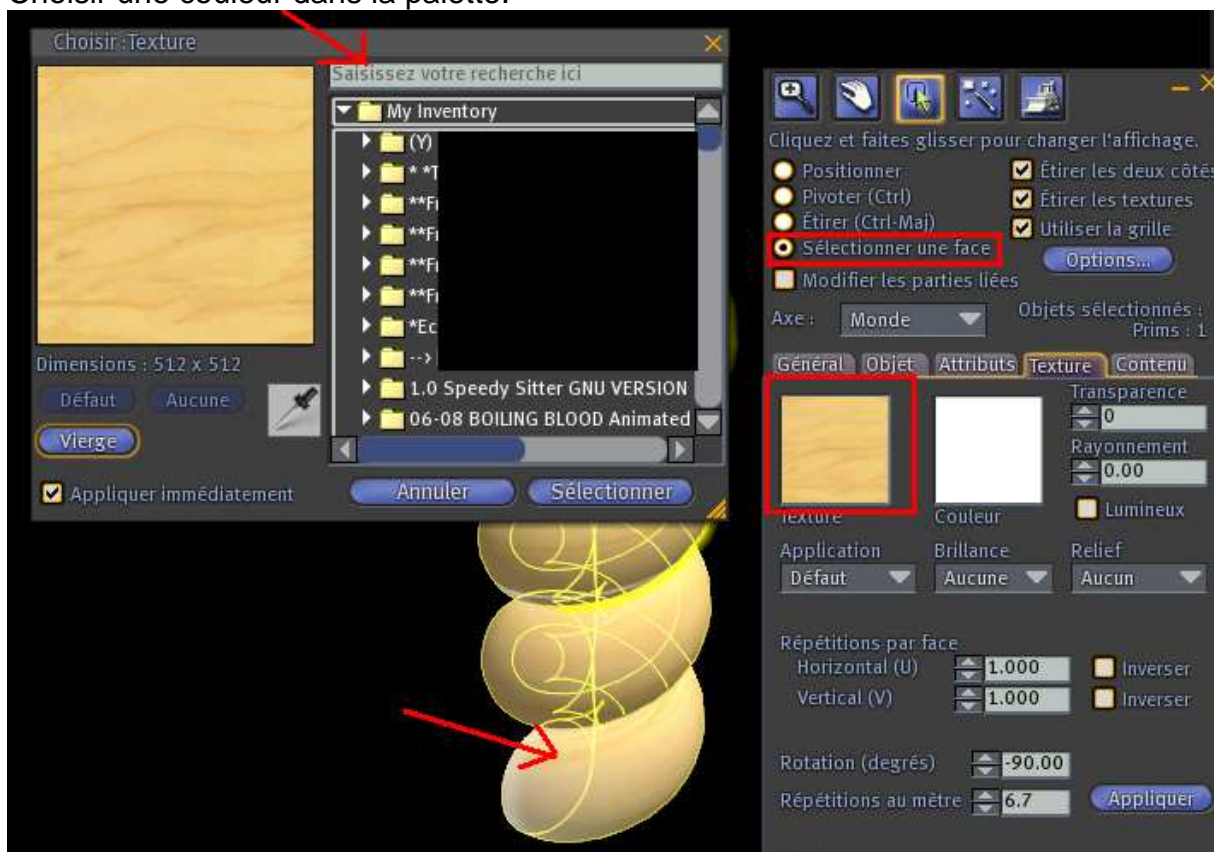 Choisir une couleur dans la palette.
Choisir :Texture
Saisissez votre recherche ici
My Inventory
(Y)
* *T
**Fr
**Fr
**Fr
**Fr
*Ec
-->
1.0 Speedy Sitter GNU VERSION
06-08 BOILING BLOOD Animated
Dimensions : 512 x 512
Défaut Aucune
Vierge
Appliquer immédiatement
Annuler Sélectionner
Cliquez et faites glisser pour changer l'affichage.
Positionner
Pivoter (Ctrl)
Étirer (Ctrl-Maj)
Sélectionner une face
Modifier les parties liées
Étirer les deux côtés
Étirer les textures
Utiliser la grille
Options...
Axe : Monde
Objets sélectionnés :
Prims : 1
Général Objet Attributs Texture Contenu
Texture
Couleur
Transparence
0
Rayonnement
0.00
Lumineux
Application Brillance Relief
Défaut Aucune Aucun
Répétitions par face
Horizontal (U) 1.000 Inverser
Vertical (V) 1.000 Inverser
Rotation (degrés) -90.00
Répétitions au mètre 6.7 Appliquer